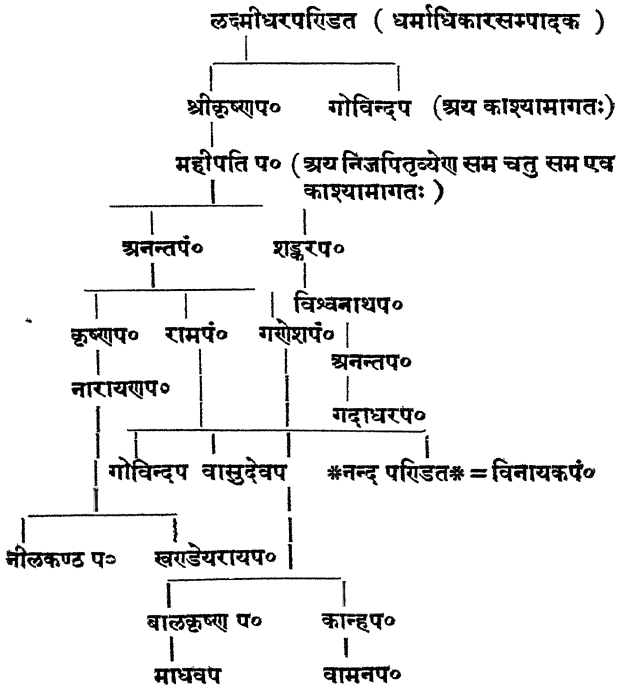 लक्ष्मीधरपण्डित ( धर्माधिकारसम्पादक )
श्रीकृष्णप० गोविन्दप (अय काश्यामागतः)
महीपति प० (अय निजपितृव्येण सम चतु सम एव
काश्यामागतः)
अनन्तपं० शङ्करप०
विश्वनाथप०
कृष्णप० रामपं० गणेशपं०
अनन्तप०
नारायणप०
गदाधरप०
गोविन्दप वासुदेवप *नन्द पण्डित* = विनायकपं०
नीलकण्ठ प० खण्डेयरायप०
बालकृष्ण प० कान्हप०
माधवप वामनप०